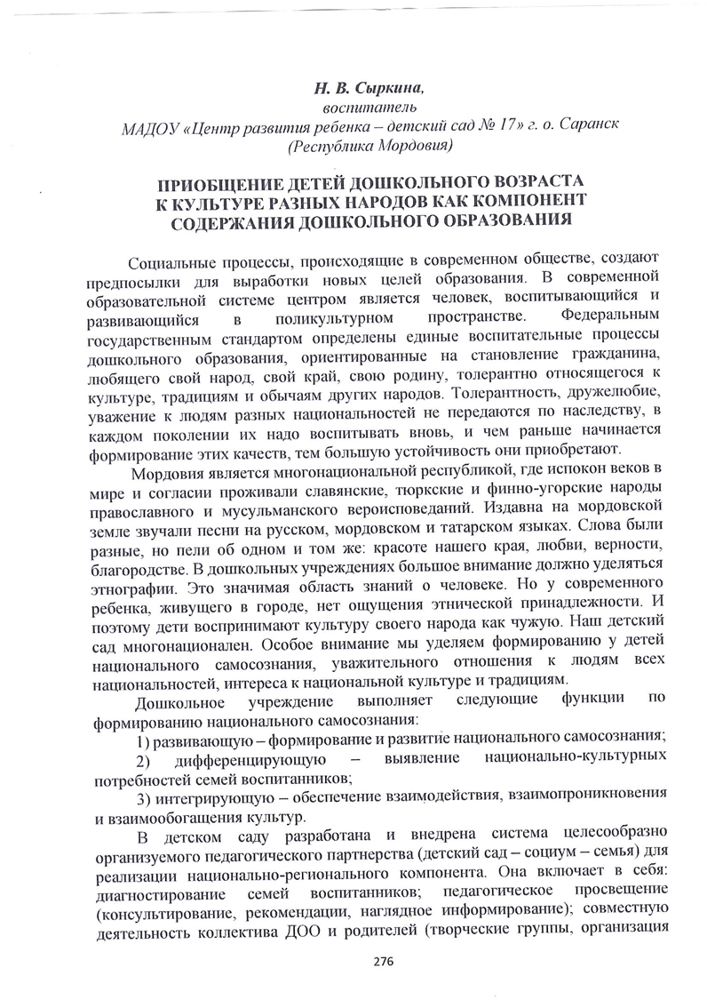 Н. В. Сыркина,
воспитатель
МАДОУ «Центр развития ребенка – детский сад № 17» г. о. Саранск
(Республика Мордовия)
ПРИОБЩЕНИЕ ДЕТЕЙ ДОШКОЛЬНОГО ВОЗРАСТА
К КУЛЬТУРЕ РАЗНЫХ НАРОДОВ КАК КОМПОНЕНТ
СОДЕРЖАНИЯ ДОШКОЛЬНОГО ОБРАЗОВАНИЯ
Социальные процессы, происходящие в современном обществе, создают
предпосылки для выработки новых целей образования. В современной
образовательной системе центром является человек, воспитывающийся и
развивающийся в поликультурном пространстве. Федеральным
государственным стандартом определены единые воспитательные процессы
дошкольного образования, ориентированные на становление гражданина,
любящего свой народ, свой край, свою родину, толерантно относящегося к
культуре, традициям и обычаям других народов. Толерантность, дружелюбие,
уважение к людям разных национальностей не передаются по наследству, в
каждом поколении их надо воспитывать вновь, и чем раньше начинается
формирование этих качеств, тем большую устойчивость они приобретают.
Мордовия является многонациональной республикой, где испокон веков в
мире и согласии проживали славянские, тюркские и финно-угорские народы
православного и мусульманского вероисповеданий. Издавна на мордовской
земле звучали песни на русском, мордовском и татарском языках. Слова были
разные, но пели об одном и том же: красоте нашего края, любви, верности,
благородстве. В дошкольных учреждениях большое внимание должно уделяться
этнографии. Это значимая область знаний о человеке. Но у современного
ребенка, живущего в городе, нет ощущения этнической принадлежности. И
поэтому дети воспринимают культуру своего народа как чужую. Наш детский
сад многонационален. Особое внимание мы уделяем формированию у детей
национального самосознания, уважительного отношения к людям всех
национальностей, интереса к национальной культуре и традициям.
Дошкольное учреждение выполняет следующие функции по
формированию национального самосознания:
1) развивающую – формирование и развитие национального самосознания;
2) дифференцирующую – выявление национально-культурных
потребностей семей воспитанников;
3) интегрирующую – обеспечение взаимодействия, взаимопроникновения
и взаимообогащения культур.
В детском саду разработана и внедрена система целесообразно
организуемого педагогического партнерства (детский сад – социум – семья) для
реализации национально-регионального компонента. Она включает в себя:
диагностирование семей воспитанников; педагогическое просвещение
(консультирование, рекомендации, наглядное информирование); совместную
деятельность коллектива ДОО и родителей (творческие группы, организация
276